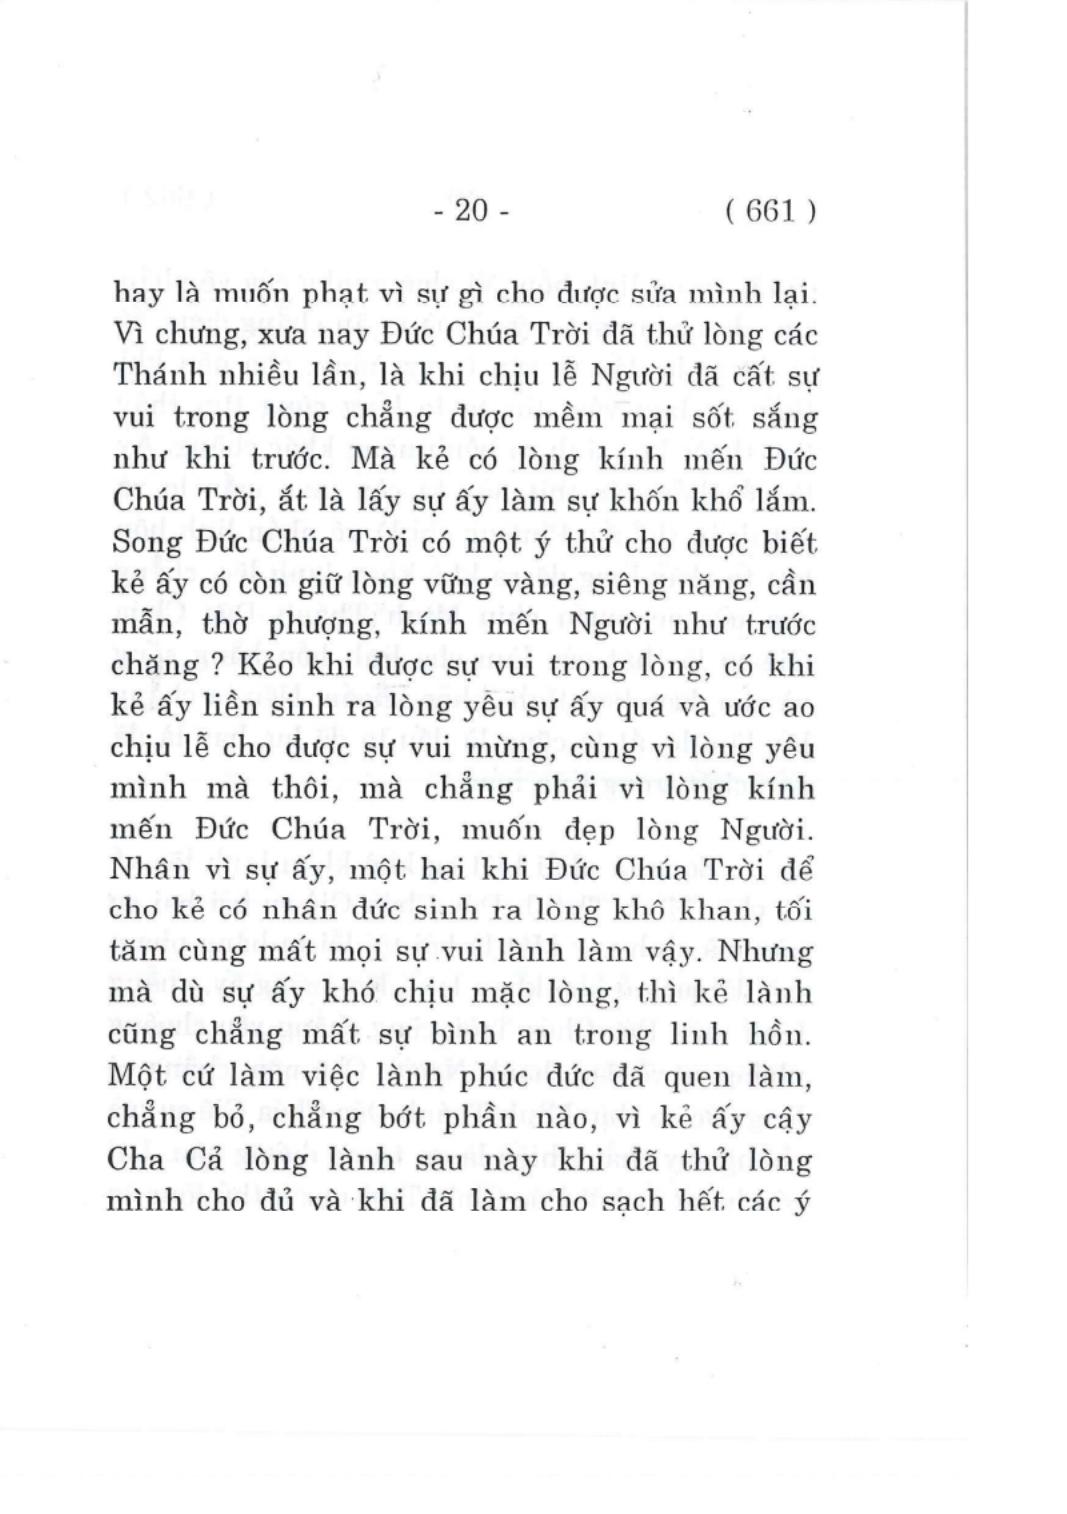 - 20 - ( 661 )
hay là muốn phạt vì sự gì cho được sửa mình lại.
Vì chưng, xưa nay Đức Chúa Trời đã thử lòng các
Thánh nhiều lần, là khi chịu lễ Người đã cất sự
vui trong lòng chẳng được mềm mại sốt sắng
như khi trước. Mà kẻ có lòng kính mến Đức
Chúa Trời, ắt là lấy sự ấy làm sự khốn khổ lắm.
Song Đức Chúa Trời có một ý thử cho được biết
kẻ ấy có còn giữ lòng vững vàng, siêng năng, cần
mẫn, thờ phượng, kính mến Người như trước
chăng ? Kẻo khi được sự vui trong lòng, có khi
kẻ ấy liền sinh ra lòng yêu sự ấy quá và ước ao
chịu lễ cho được sự vui mừng, cùng vì lòng yêu
mình mà thôi, mà chẳng phải vì lòng kính
mến Đức Chúa Trời, muốn đẹp lòng Người.
Nhân vì sự ấy, một hai khi Đức Chúa Trời để
cho kẻ có nhân đức sinh ra lòng khô khan, tối
tăm cùng mất mọi sự vui lành làm vậy. Nhưng
mà dù sự ấy khó chịu mặc lòng, thì kẻ lành
cũng chẳng mất sự bình an trong linh hồn.
Một cứ làm việc lành phúc đức đã quen làm,
chẳng bỏ, chẳng bớt phần nào, vì kẻ ấy cậy
Cha Cả lòng lành sau này khi đã thử lòng
mình cho đủ và khi đã làm cho sạch hết các ý